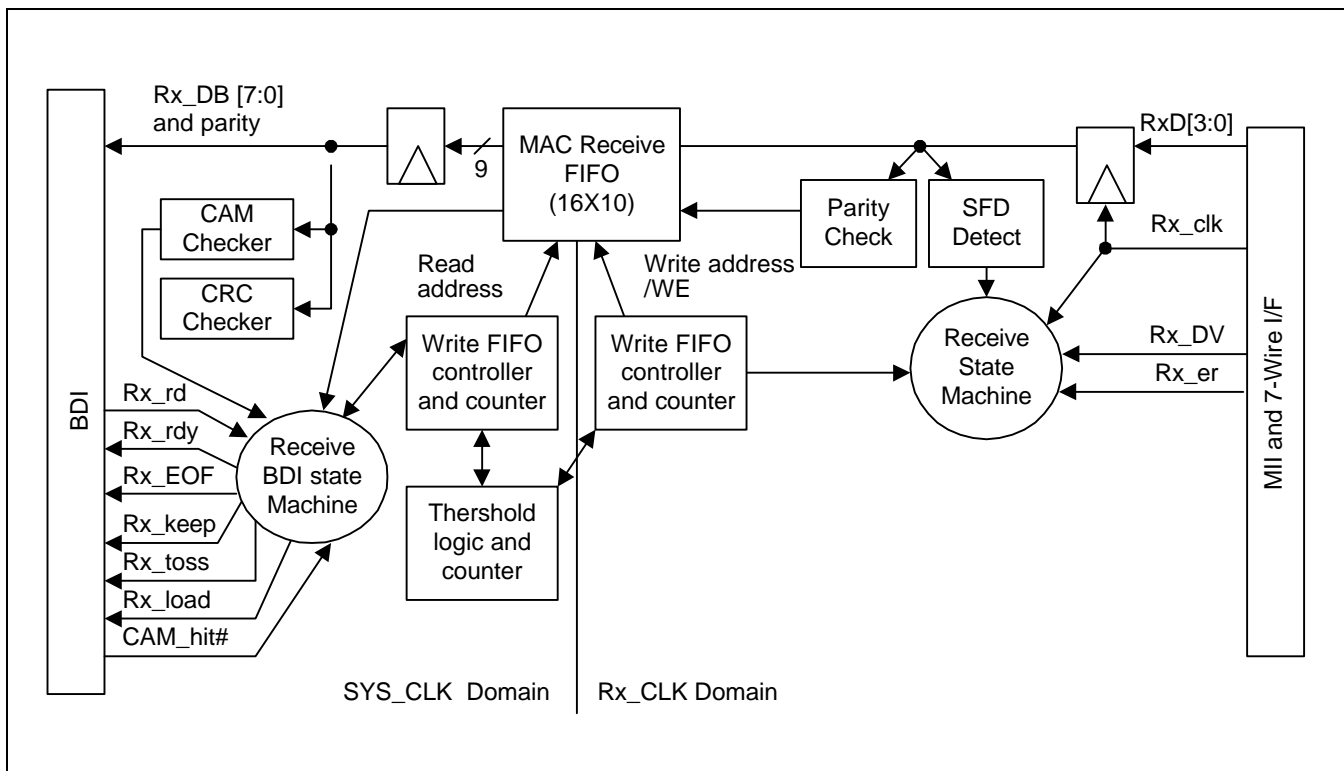 Rx_DB [7:0]
and parity
9
MAC Receive
FIFO
(16X10)
RxD[3:0]
Parity
Check
SFD
Detect
Rx_clk
CAM
Checker
CRC
Checker
Read
address
Write address
/WE
Write FIFO
controller
and counter
Write FIFO
controller
and counter
Receive
State
Machine
Rx_DV
Rx_er
BDI
MII and 7-Wire I/F
Rx_rd
Rx_rdy
Rx_EOF
Rx_keep
Rx_toss
Rx_load
CAM_hit#
Receive
BDI state
Machine
Thershold
logic and
counter
SYS_CLK Domain
Rx_CLK Domain